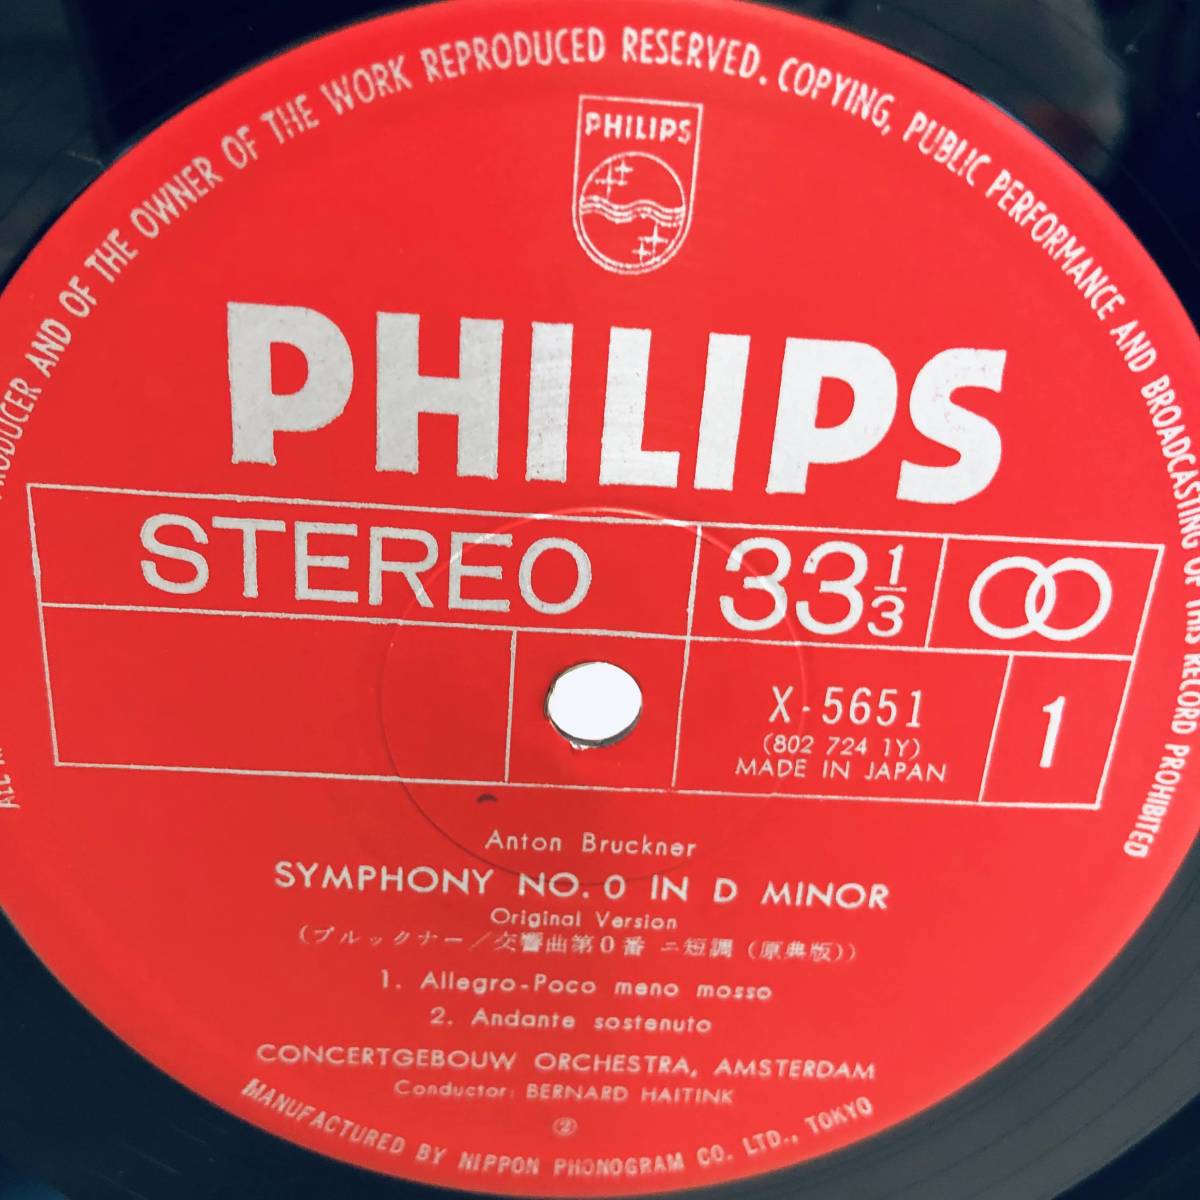 PRODUCER AND OF THE OWNER OF THE WORK REPRODUCED RESERVED. COPYING, PUBLIC PERFORMANCE AND BROADCASTING OF THIS RECORD PROHIBITED
PHILIPS
PHILIPS
STEREO
33 1/3
X-5651
(802 724 1Y)
MADE IN JAPAN
1
Anton Bruckner
SYMPHONY NO. 0 IN D MINOR
Original Version
(ブルックナー/交響曲第0番 ニ短調(原典版))
1. Allegro-Poco meno mosso
2. Andante sostenuto
CONCERTGEBOUW ORCHESTRA, AMSTERDAM
Conductor: BERNARD HAITINK
②
MANUFACTURED BY NIPPON PHONOGRAM CO. LTD., TOKYO